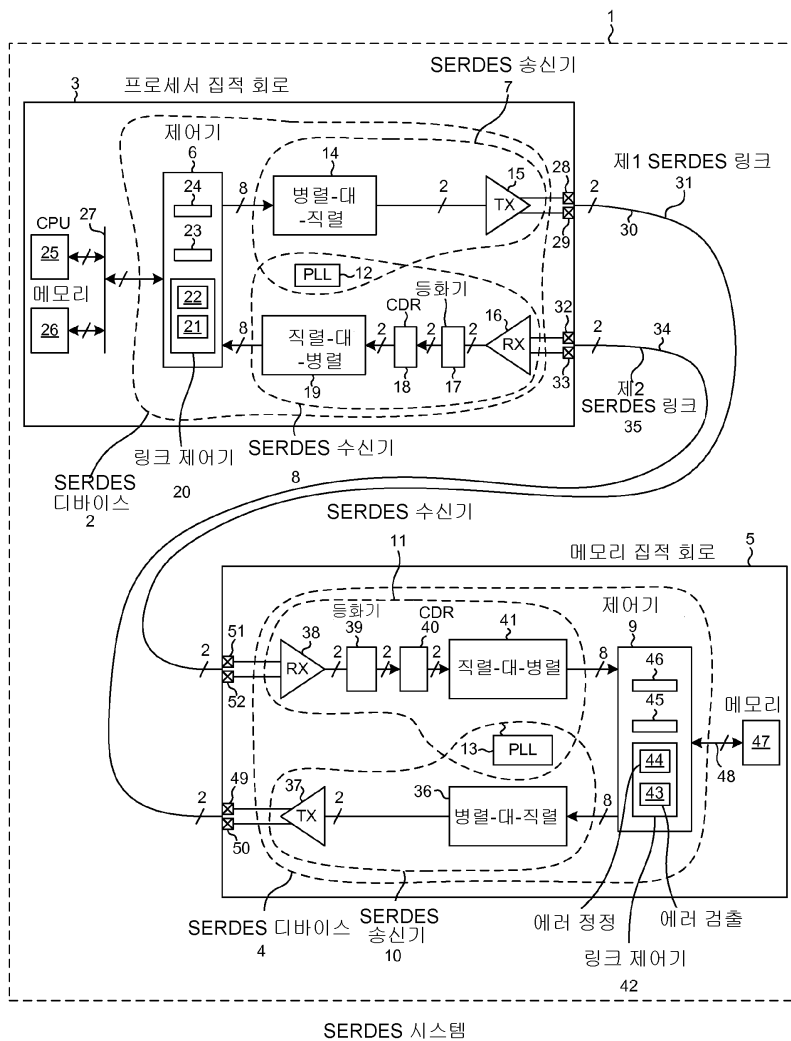 1
SERDES 송신기
7
3
프로세서 집적 회로
제어기
6
14
병렬-대
-직렬
15
TX
28
29
제1 SERDES 링크
31
30
2
2
8
24
23
22
21
CPU
27
25
메모리
26
PLL
12
등화기
CDR
16
RX
32
33
2
34
제2
SERDES 링크
35
8
직렬-대
-병렬
19
2
18
2
17
2
SERDES 수신기
8
링크 제어기
20
SERDES
디바이스
2
SERDES 수신기
11
메모리 집적 회로
5
등화기
39
CDR
40
41
직렬-대-병렬
제어기
9
2
51
52
38
RX
2
2
2
8
46
45
44
43
메모리
47
48
13
PLL
2
49
50
37
TX
2
36
병렬-대-직렬
8
SERDES 디바이스
4
SERDES
송신기
10
에러 정정
에러 검출
링크 제어기
42
SERDES 시스템